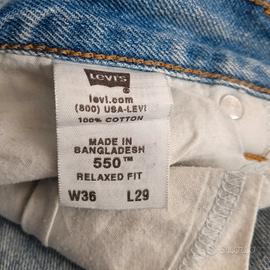 Levi's
levi.com
(800) USA-LEVI
100% COTTON
MADE IN
BANGLADESH
550™
RELAXED FIT
W36 L29